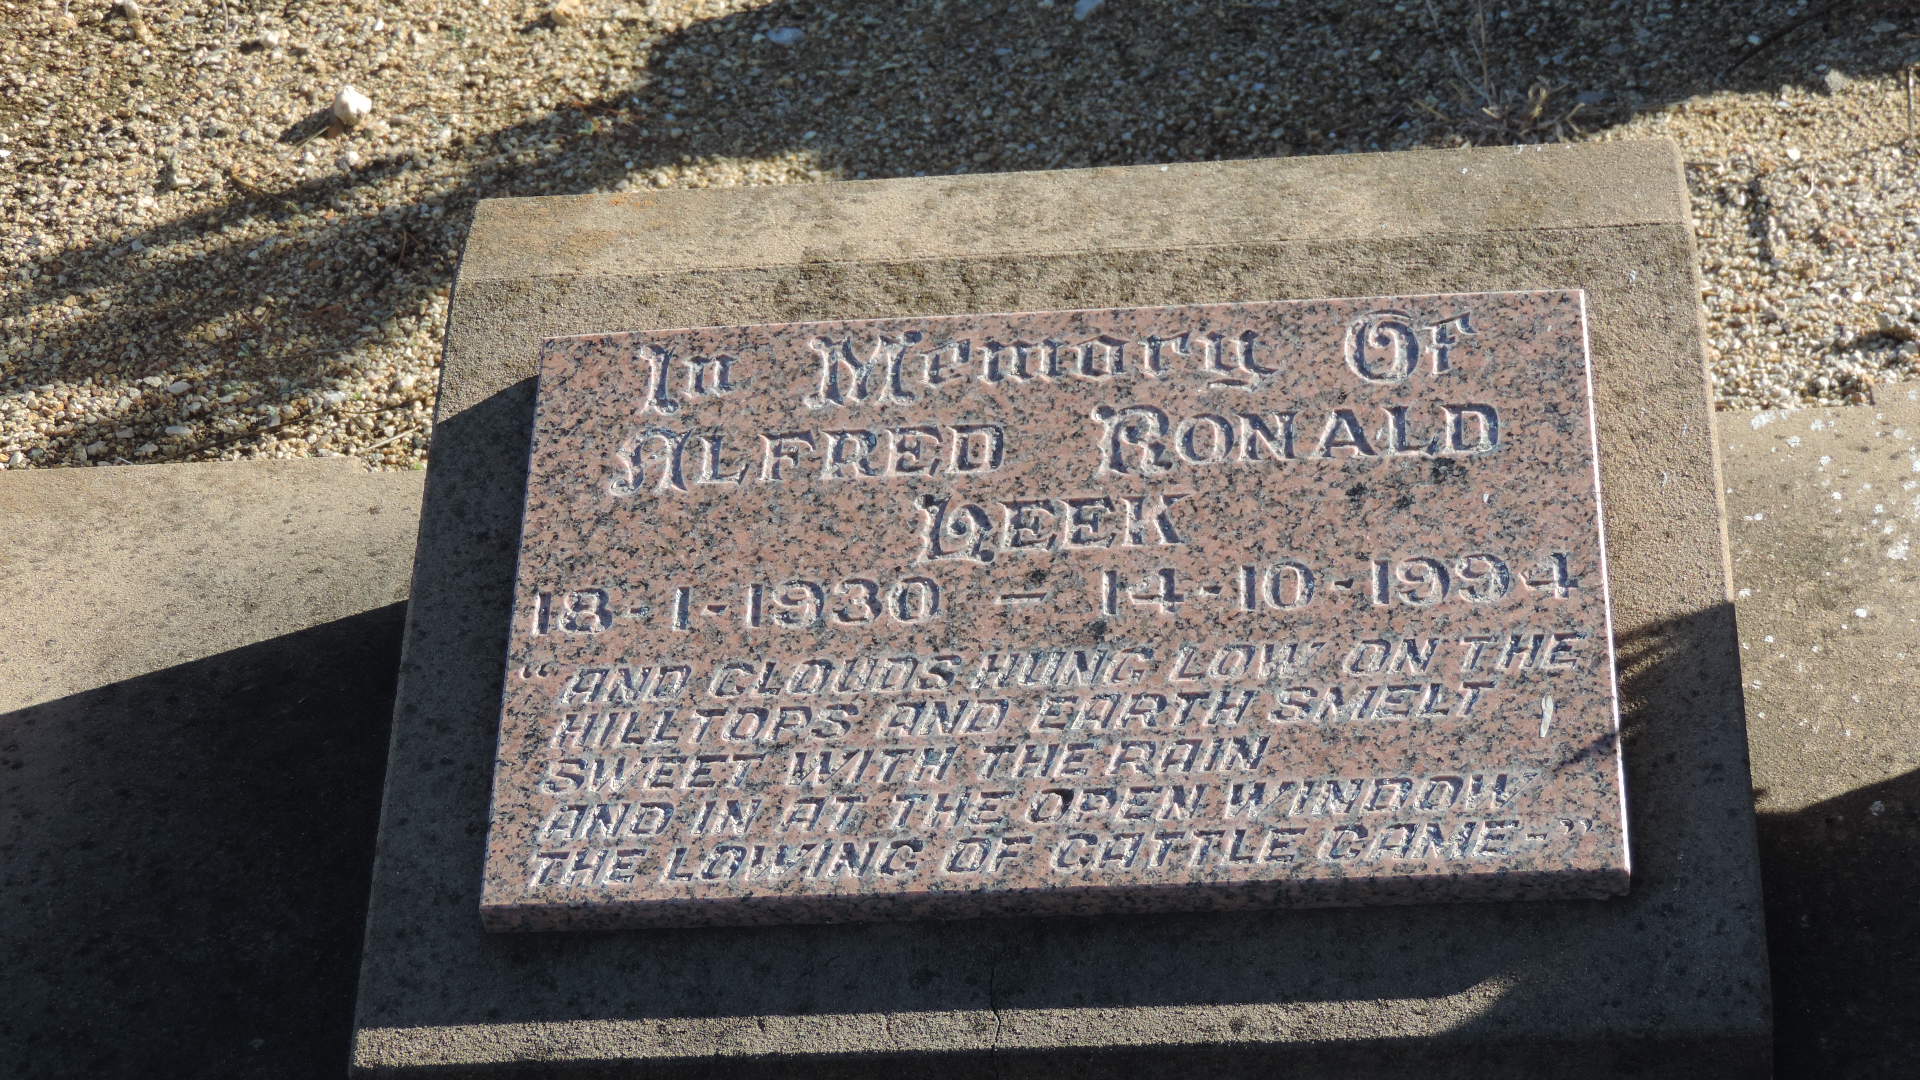 In Memory Of
ALFRED RONALD
LEEK
18-1-1930 — 14-10-1994
"AND CLOUDS HUNG LOW ON THE
HILLTOPS AND EARTH SMELT
SWEET WITH THE RAIN
AND IN AT THE OPEN WINDOW
THE LOWING OF CATTLE CAME-"